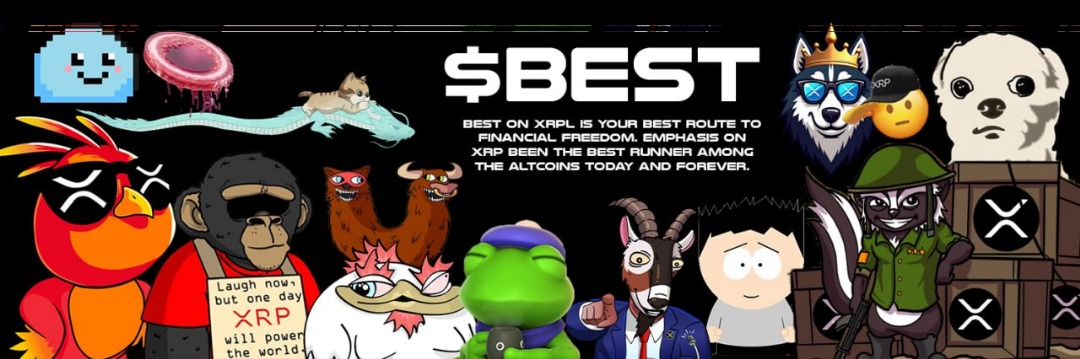 $BEST
BEST ON XRPL IS YOUR BEST ROUTE TO
FINANCIAL FREEDOM. EMPHASIS ON
XRP BEEN THE BEST RUNNER AMONG
THE ALTCOINS TODAY AND FOREVER.
XRP
Laugh now,
but one day
XRP
will power
the world.